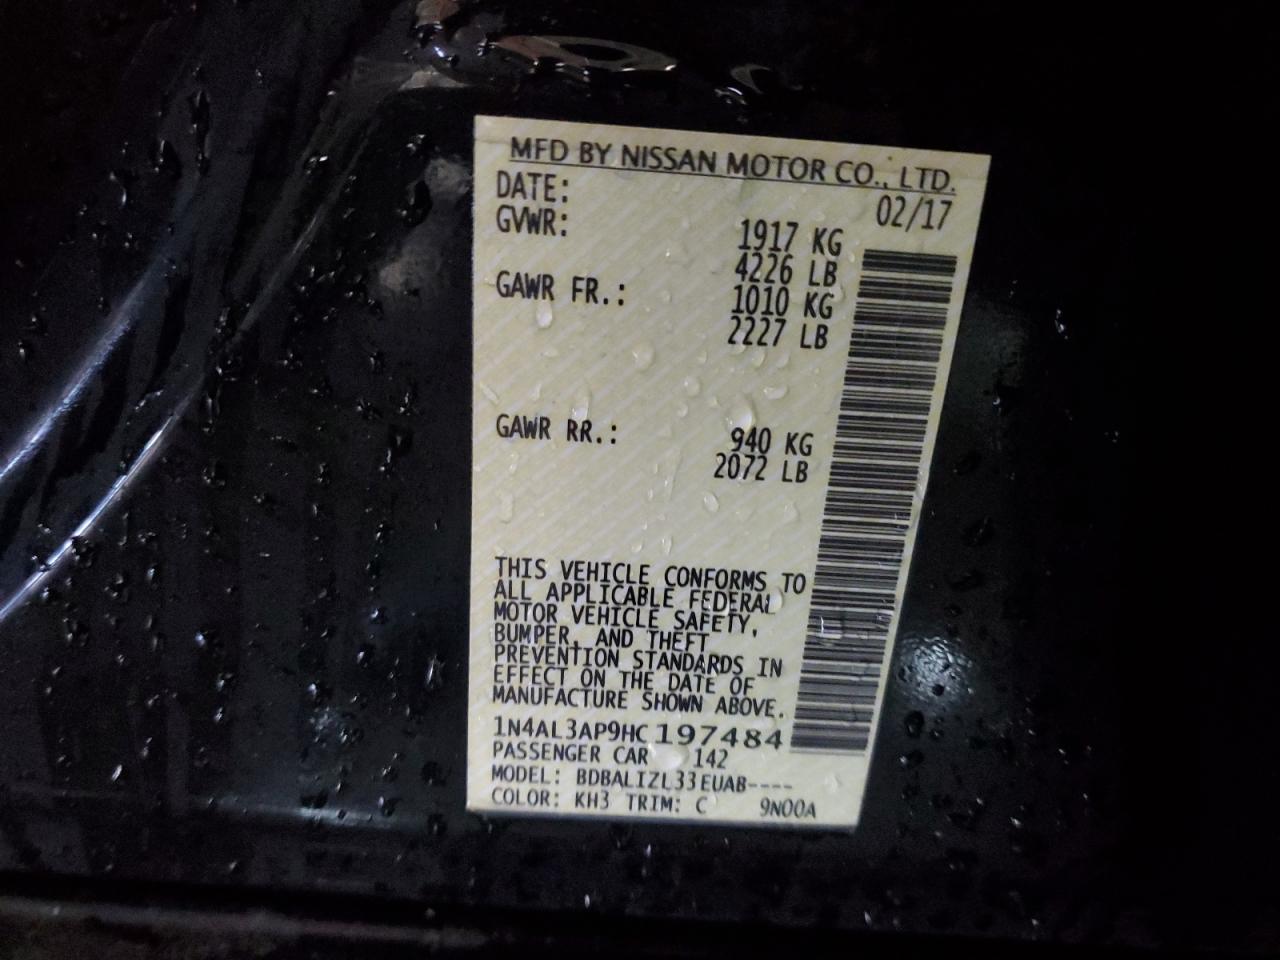 MFD BY NISSAN MOTOR CO., LTD.
DATE: 02/17
GVWR: 1917 KG
4226 LB
GAWR FR.: 1010 KG
2227 LB
GAWR RR.: 940 KG
2072 LB
THIS VEHICLE CONFORMS TO
ALL APPLICABLE FEDERAL
MOTOR VEHICLE SAFETY,
BUMPER, AND THEFT
PREVENTION STANDARDS IN
EFFECT ON THE DATE OF
MANUFACTURE SHOWN ABOVE.
1N4AL3AP9HC197484
PASSENGER CAR 142
MODEL: BDBALIZL33EUAB----
COLOR: KH3 TRIM: C 9N00A